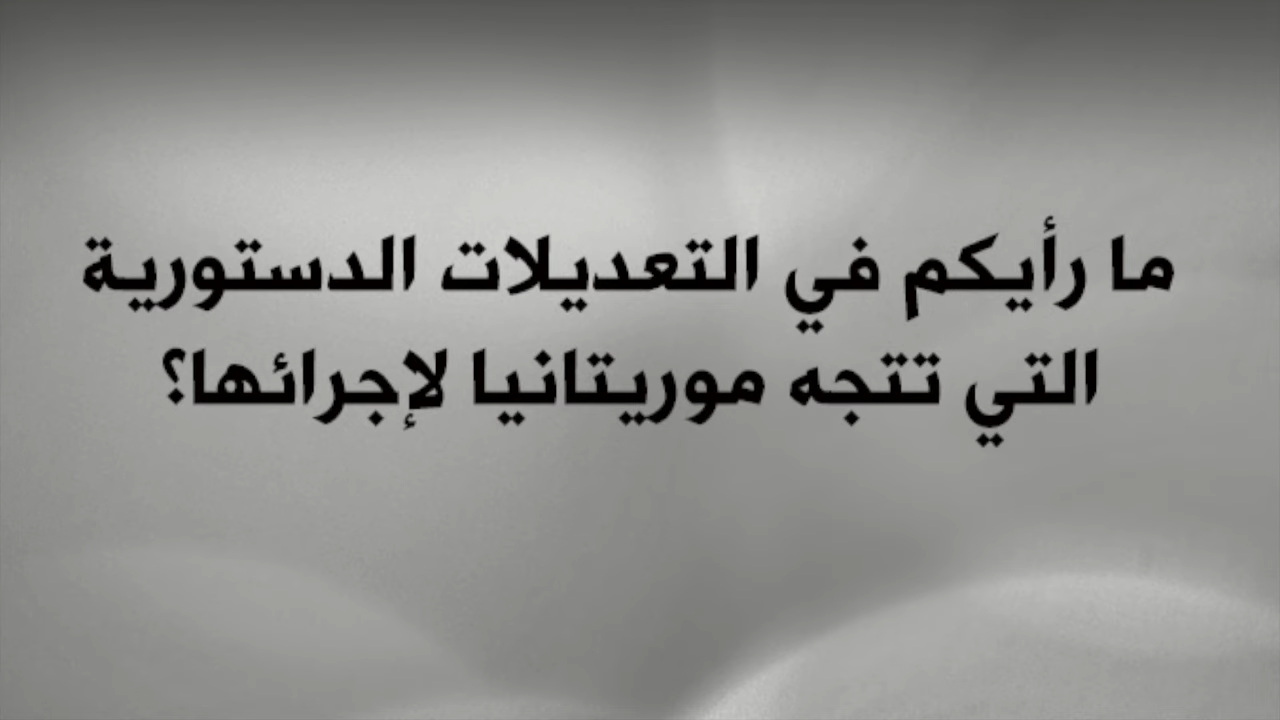 ما رأيكم في التعديلات الدستورية
التي تتجه موريتانيا لإجرائها؟